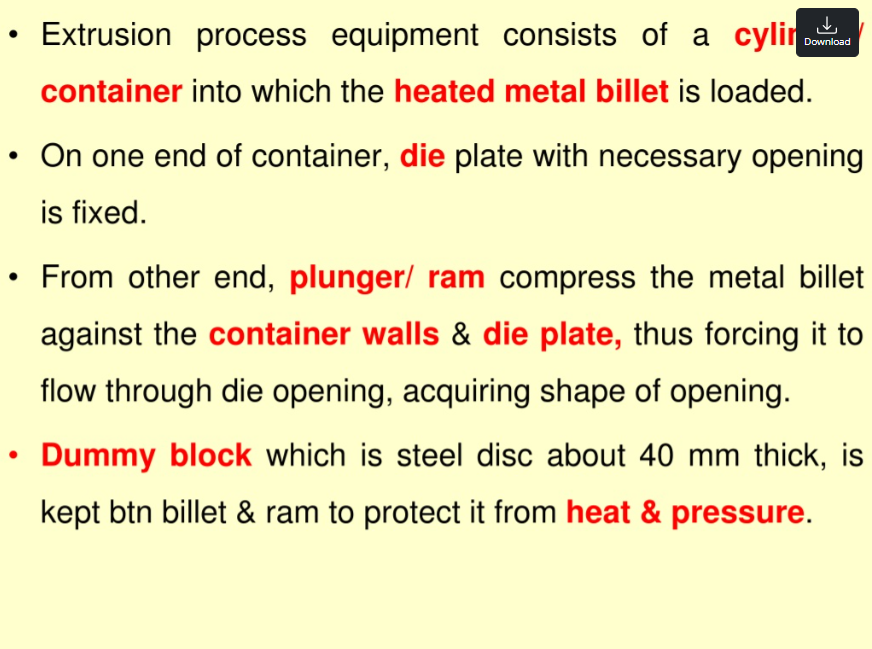 • Extrusion process equipment consists of a
Download
container into which the heated metal billet is loaded.
• On one end of container, die plate with necessary opening
is fixed.
• From other end, plunger/ ram compress the metal billet
against the container walls & die plate, thus forcing it to
flow through die opening, acquiring shape of opening.
• Dummy block which is steel disc about 40 mm thick, is
kept btn billet & ram to protect it from heat & pressure.